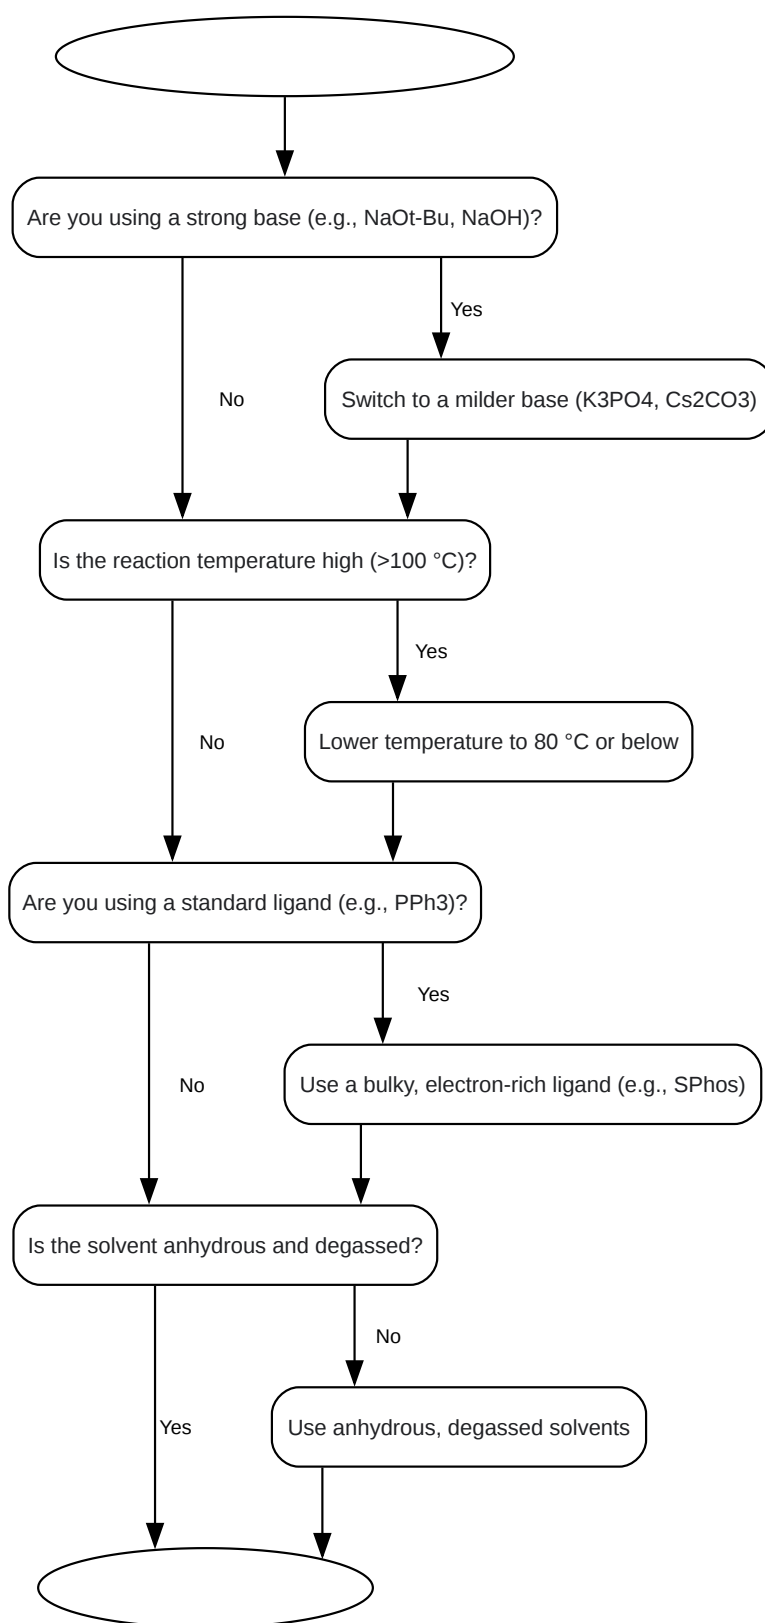 Are you using a strong base (e.g., NaOt-Bu, NaOH)?
Yes
No
Switch to a milder base (K3PO4, Cs2CO3)
Is the reaction temperature high (>100 °C)?
Yes
No
Lower temperature to 80 °C or below
Are you using a standard ligand (e.g., PPh3)?
Yes
No
Use a bulky, electron-rich ligand (e.g., SPhos)
Is the solvent anhydrous and degassed?
No
Yes
Use anhydrous, degassed solvents